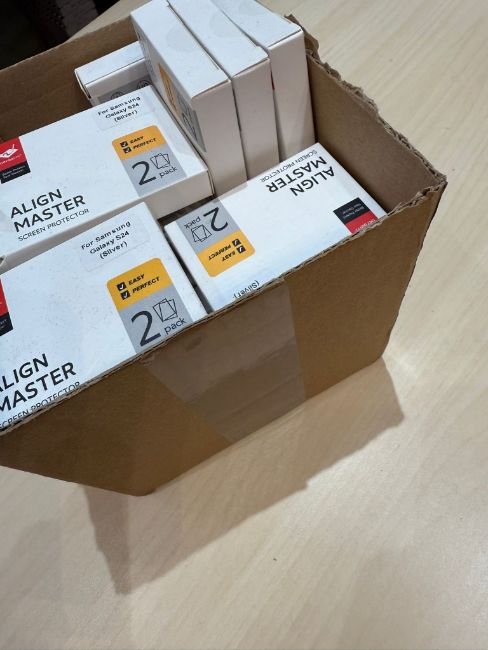 For Samsung
Galaxy S24
(Silver)
EASY
PERFECT
2
pack
ALIGN
MASTER
SCREEN PROTECTOR
For Samsung
Galaxy S24
(Silver)
EASY
PERFECT
2
pack
ALIGN
MASTER
SCREEN PROTECTOR
ALIGN
MASTER
SCREEN PROTECTOR
2
pack
EASY
PERFECT
(Silver)